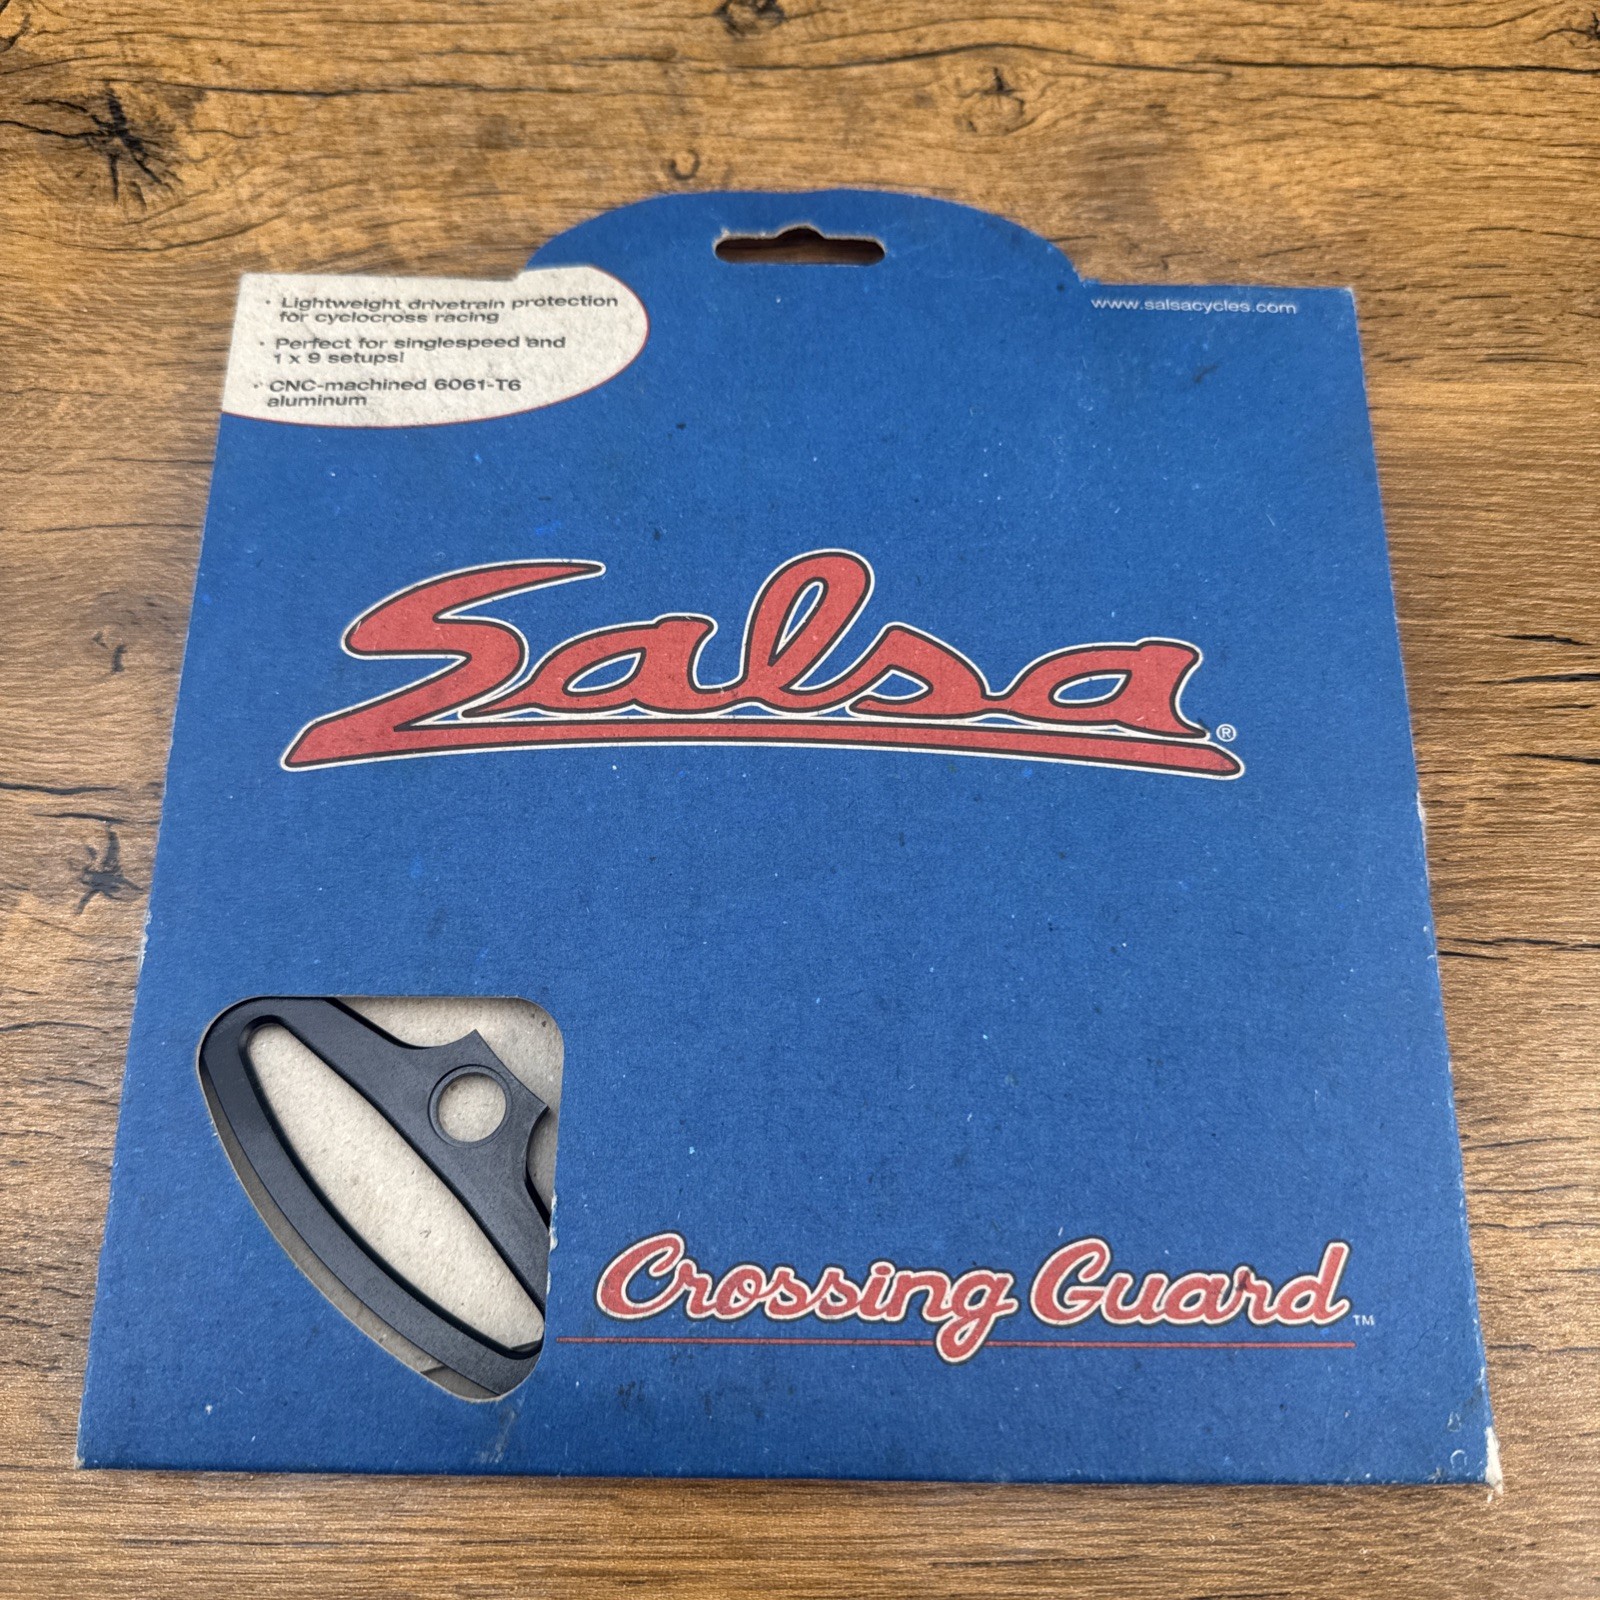 • Lightweight drivetrain protection
for cyclocross racing
• Perfect for singlespeed and
1 x 9 setups!
• CNC-machined 6061-T6
aluminum
www.salsacycles.com
Salsa®
Crossing Guard™